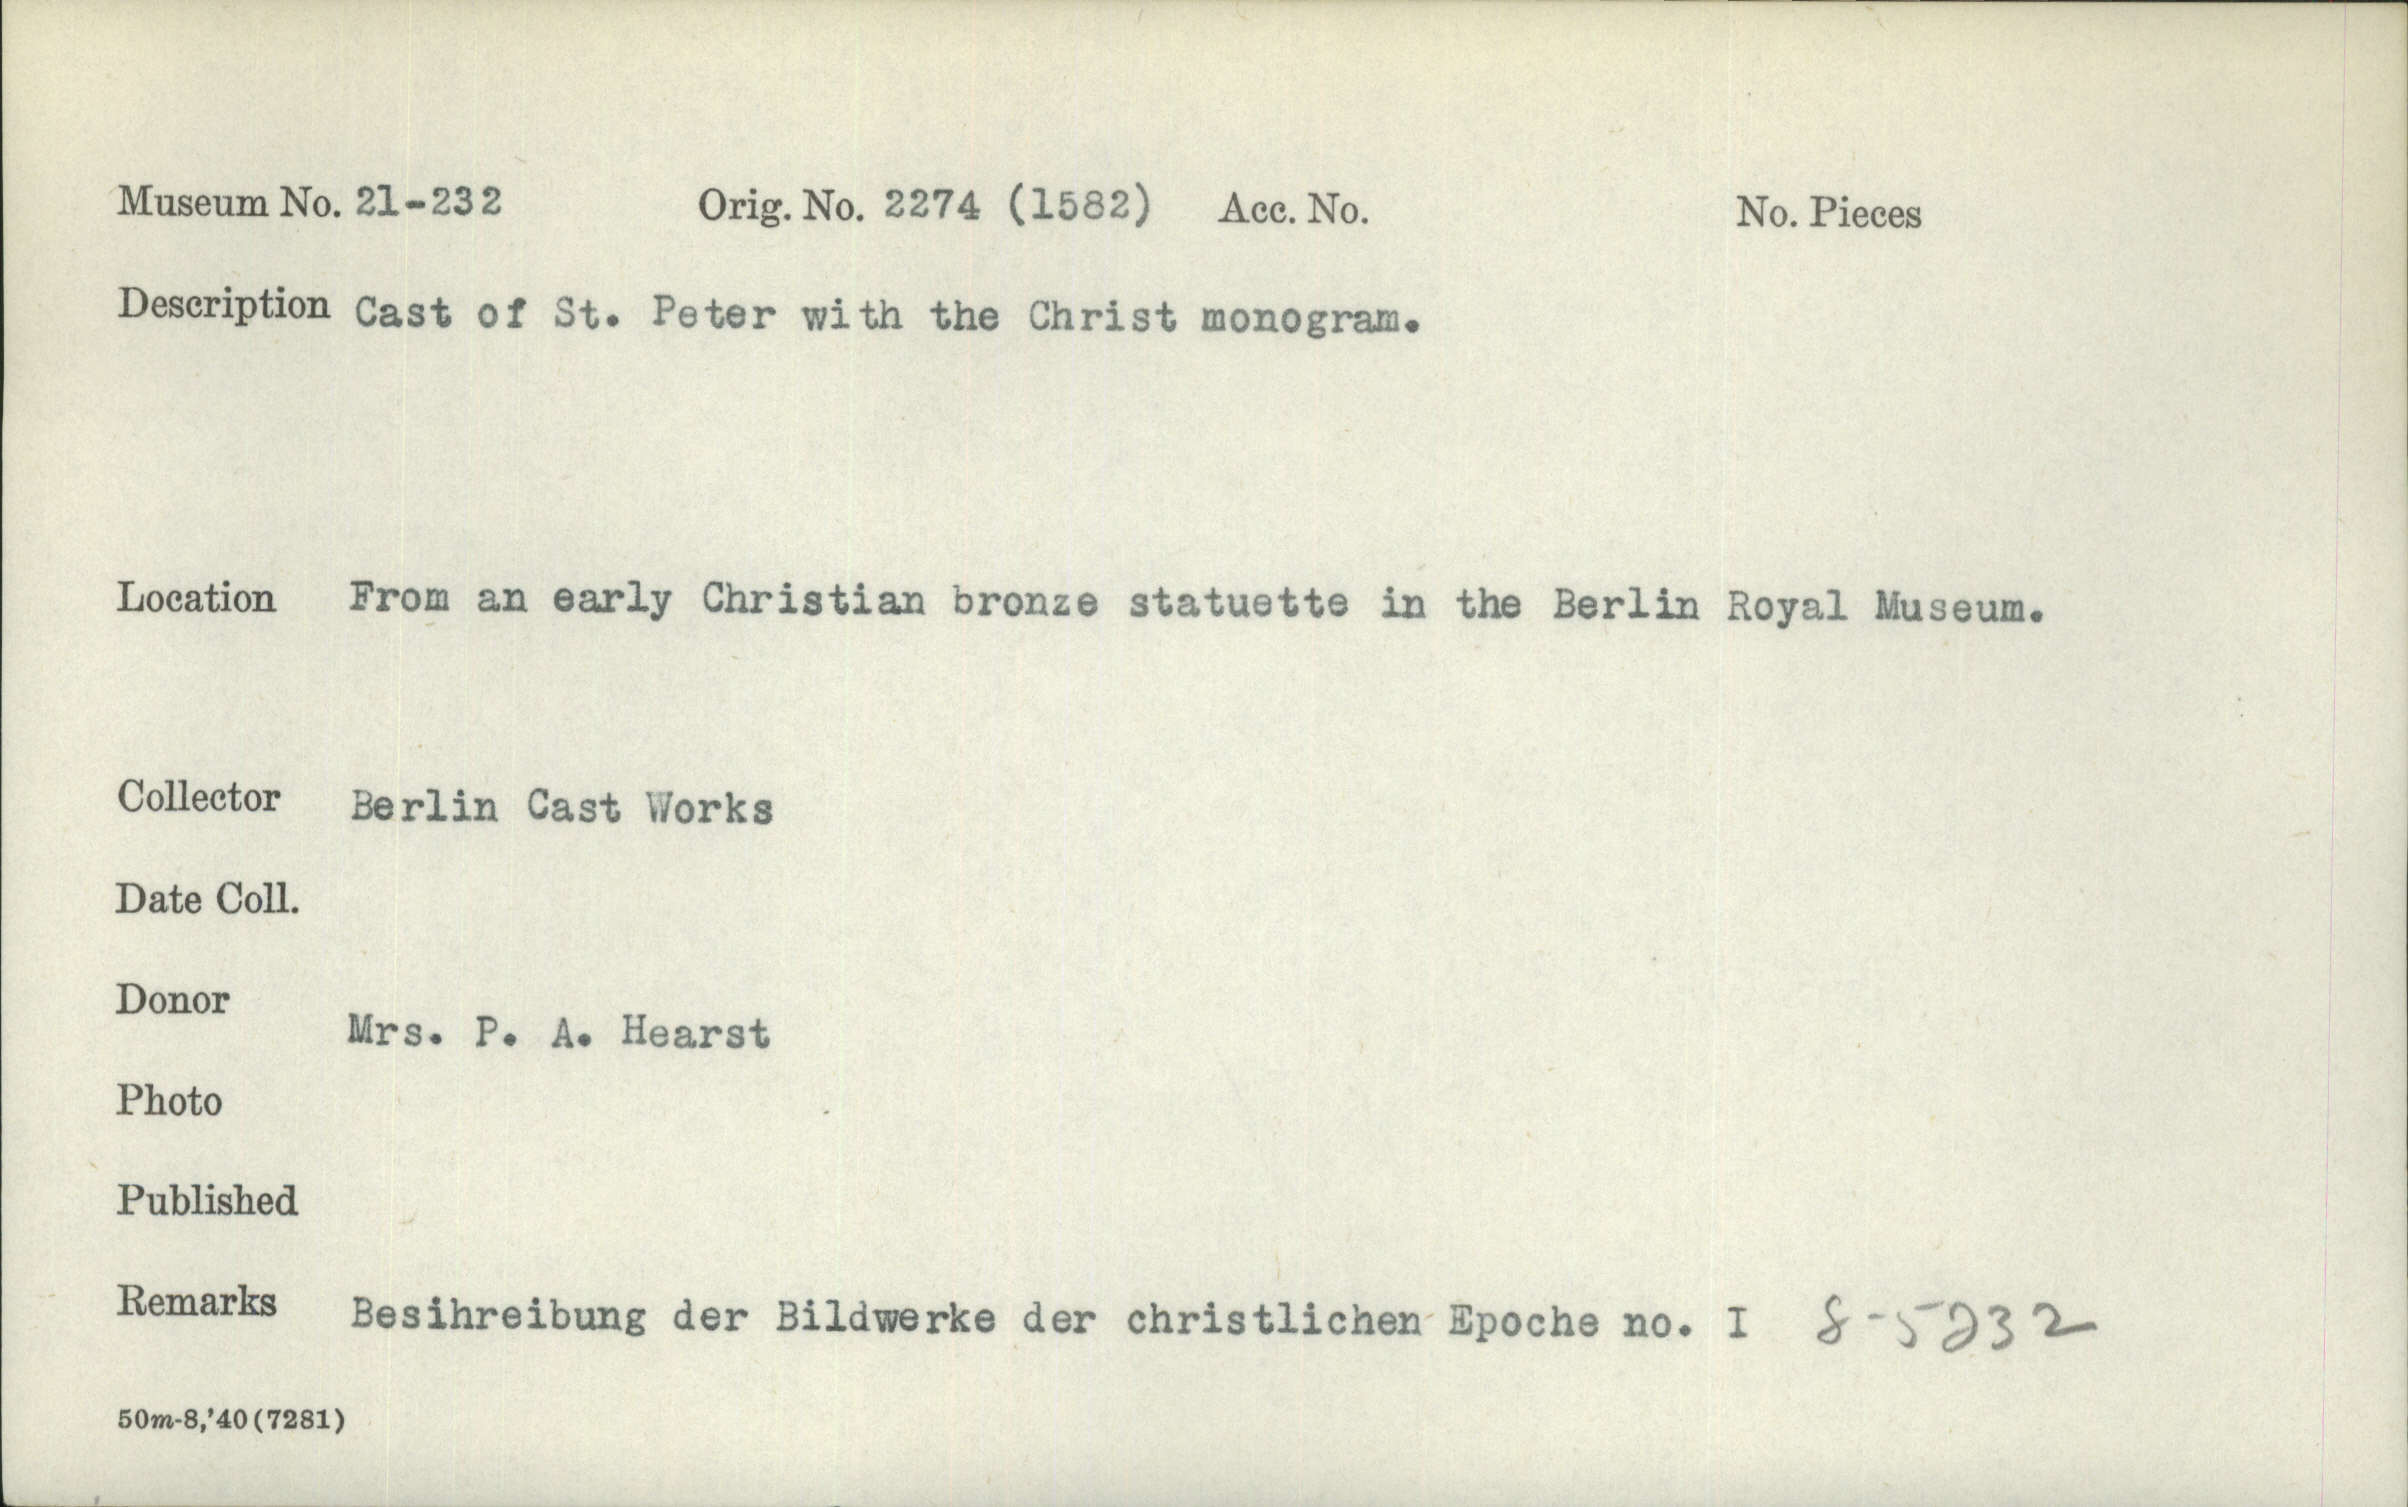 Museum No. 21-232 Orig. No. 2274 (1582) Acc. No. No. Pieces
Description Cast of St. Peter with the Christ monogram.
Location From an early Christian bronze statuette in the Berlin Royal Museum.
Collector Berlin Cast Works
Date Coll.
Donor
Mrs. P. A. Hearst
Photo
Published
Remarks Besihreibung der Bildwerke der christlichen Epoche no. I 8-5232
50m-8,'40(7281)